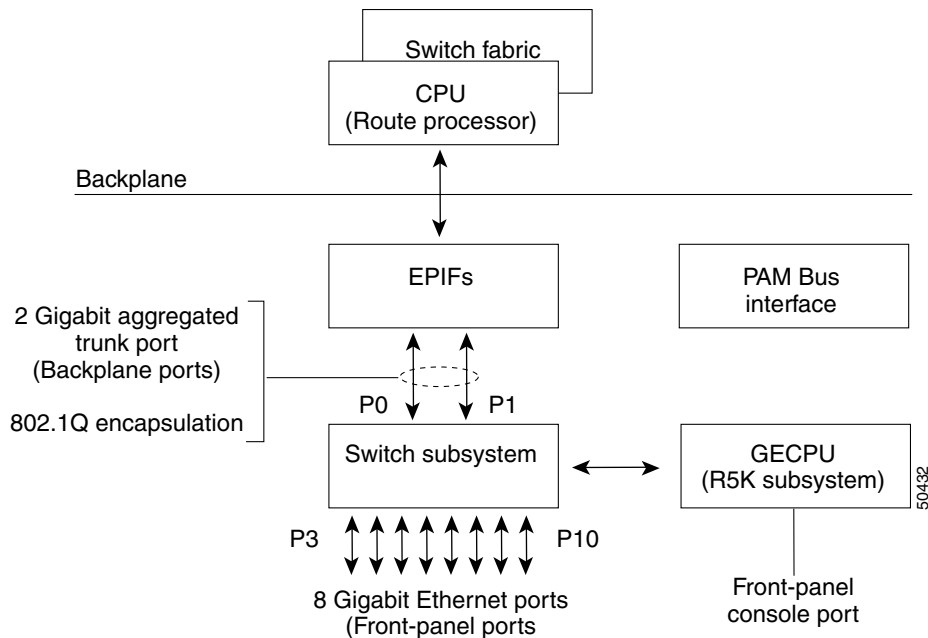 Switch fabric
CPU
(Route processor)
Backplane
EPIFs
PAM Bus
interface
2 Gigabit aggregated
trunk port
(Backplane ports)
802.1Q encapsulation
P0
P1
Switch subsystem
GECPU
(R5K subsystem)
50432
P3
P10
8 Gigabit Ethernet ports
(Front-panel ports
Front-panel
console port